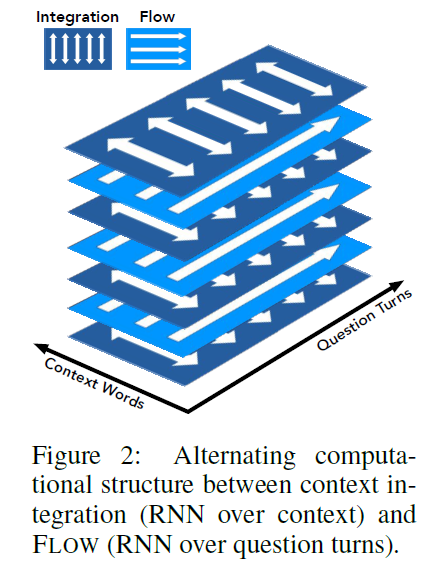 Integration Flow
Context Words
Question Turns
Figure 2: Alternating computa-
tional structure between context in-
tegration (RNN over context) and
FLOW (RNN over question turns).